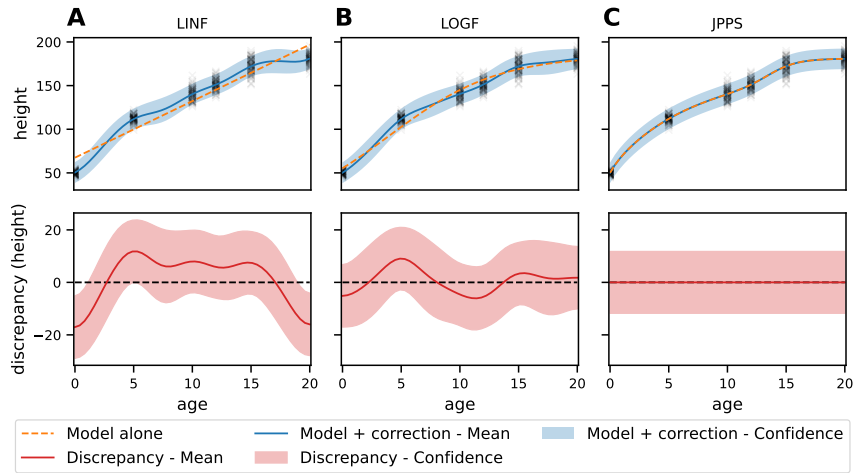 A LINF B LOGF C JPPS
height
200
150
100
50
discrepancy (height)
20
0
−20
0 5 10 15 20 0 5 10 15 20 0 5 10 15 20
age age age
Model alone Model + correction - Mean Model + correction - Confidence
Discrepancy - Mean Discrepancy - Confidence